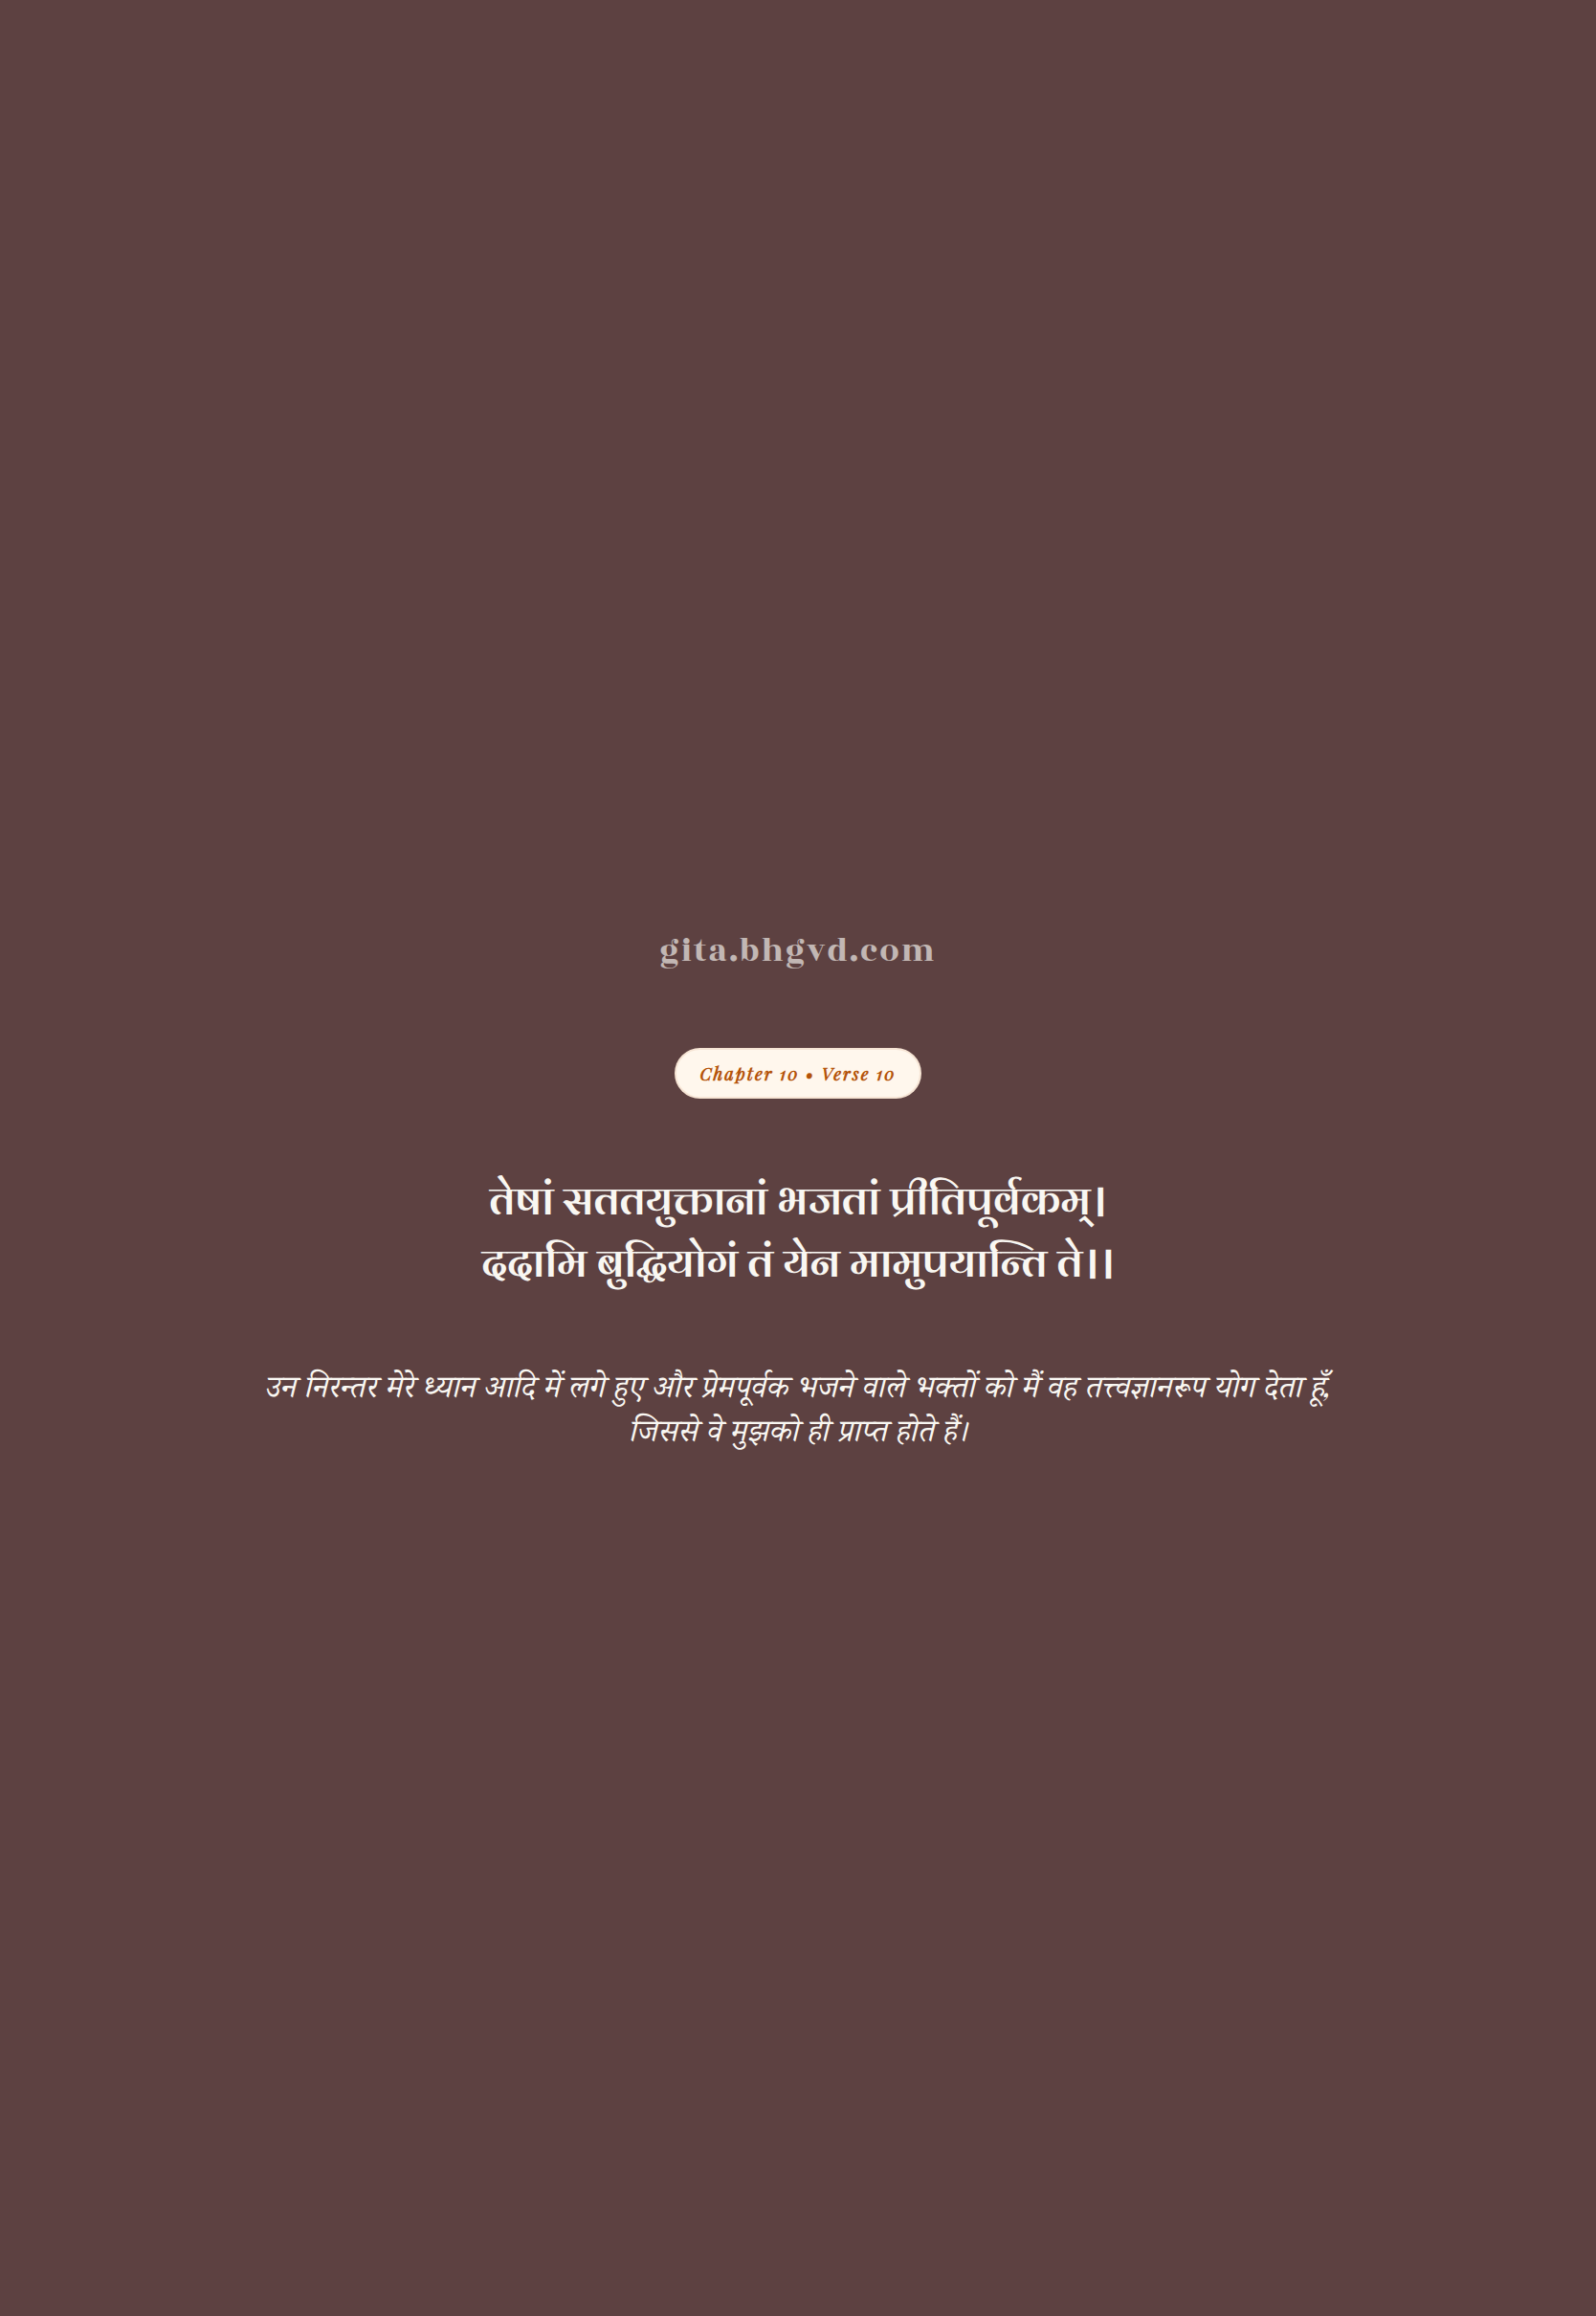 gita.bhgvd.com
Chapter 10 • Verse 10
तेषां सततयुक्तानां भजतां प्रीतिपूर्वकम्।
ददामि बुद्धियोगं तं येन मामुपयान्ति ते।।
उन निरन्तर मेरे ध्यान आदि में लगे हुए और प्रेमपूर्वक भजने वाले भक्तों को मैं वह तत्त्वज्ञानरूप योग देता हूँ,
जिससे वे मुझको ही प्राप्त होते हैं।